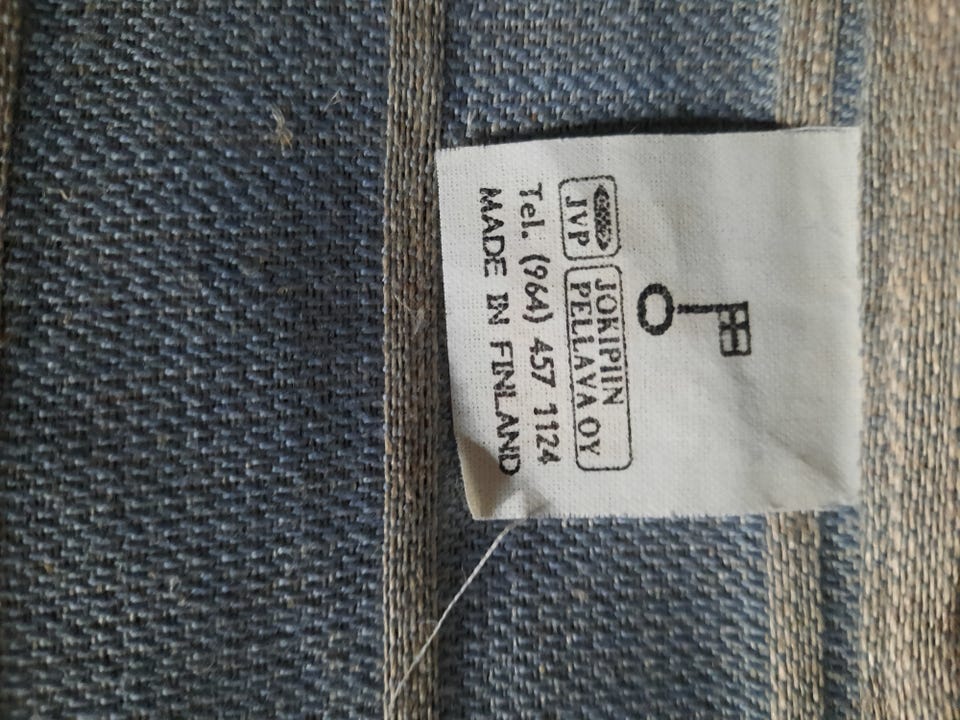 JVP
JOKIPIIN
PELLAVA OY
Tel. (964) 457 1124
MADE IN FINLAND